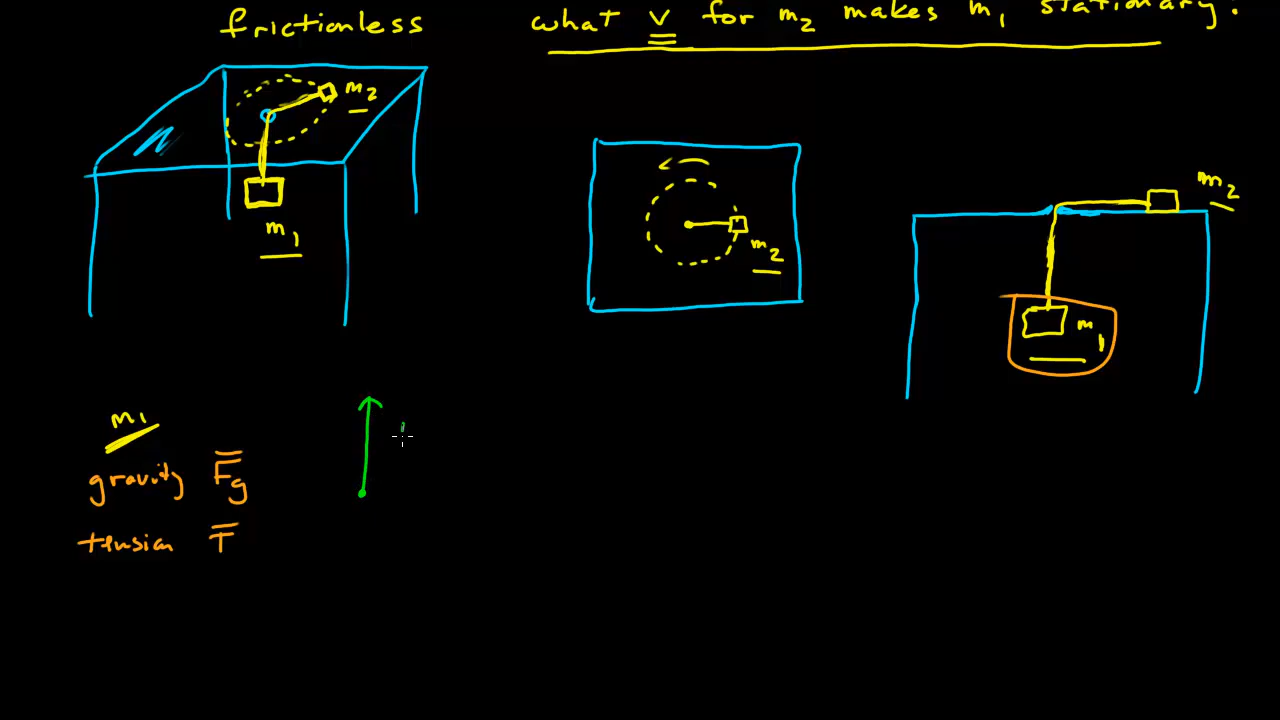 frictionless
what v for m2 makes m1 stationary.
m2
m1
m2
m2
m1
m1
gravity Fg
tension T